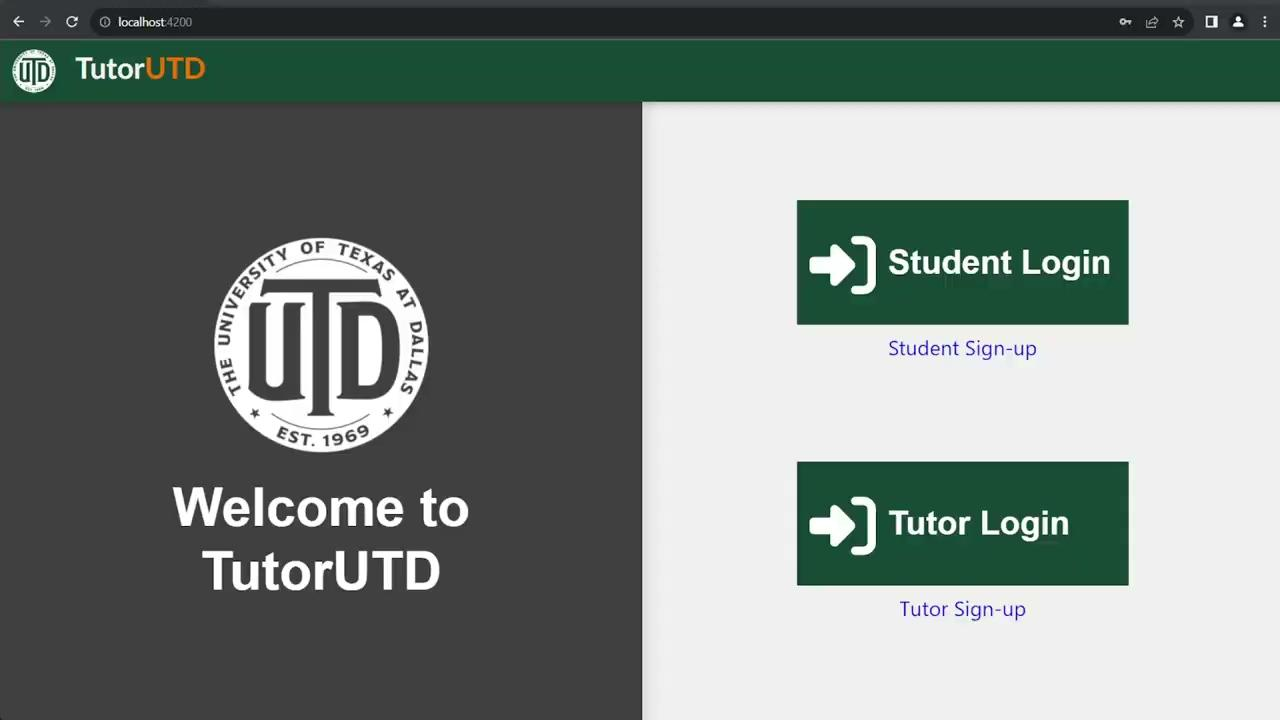 localhost:4200
UTD
TutorUTD
THE UNIVERSITY OF TEXAS AT DALLAS
UTD
EST. 1969
Welcome to
TutorUTD
Student Login
Student Sign-up
Tutor Login
Tutor Sign-up